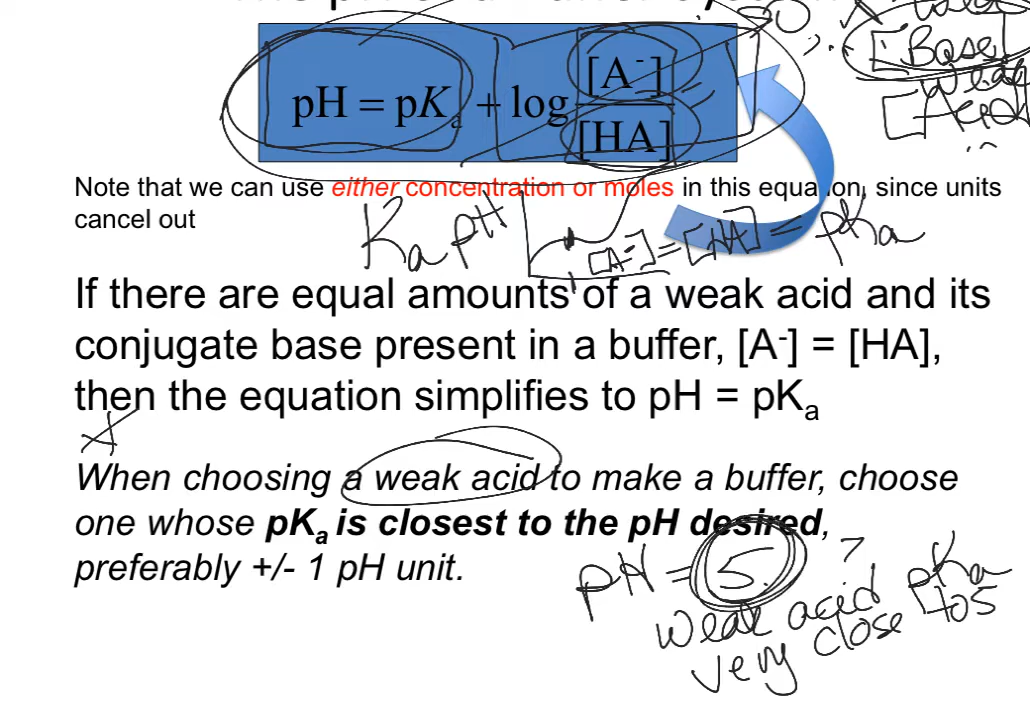 [Base]
weak
[Acid]
pH = pKa + log [A-]
[HA]
Note that we can use either concentration or moles in this equation, since units
cancel out
Ka pH [A-] = [HA] = pKa
If there are equal amounts of a weak acid and its
conjugate base present in a buffer, [A-] = [HA],
then the equation simplifies to pH = pKa
When choosing a weak acid to make a buffer, choose
one whose pKa is closest to the pH desired,
preferably +/- 1 pH unit.
pH = 5. ?
weak acid pKa
very close to 5